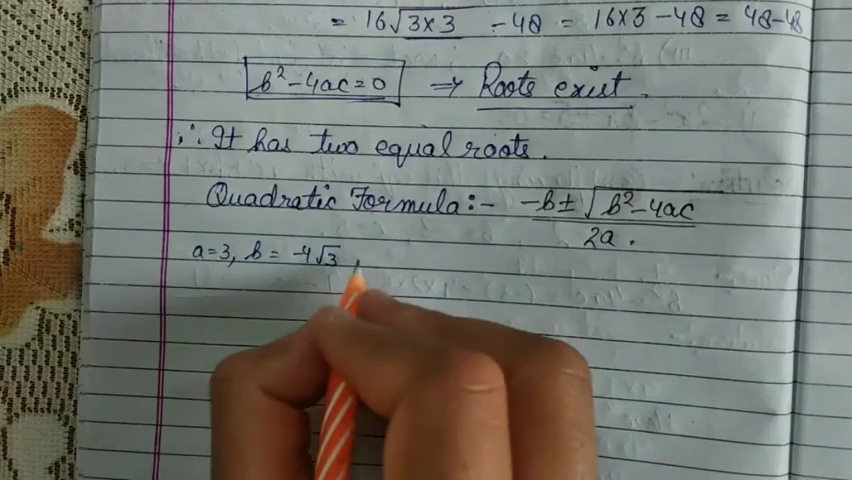 = 16√3×3 - 48 = 16×3 - 48 = 48-48
b²-4ac=0 ⇒ Roots exist.
∴ It has two equal roots.
Quadratic Formula:- -b± √b²-4ac
2a.
a=3, b = -4√3 ,